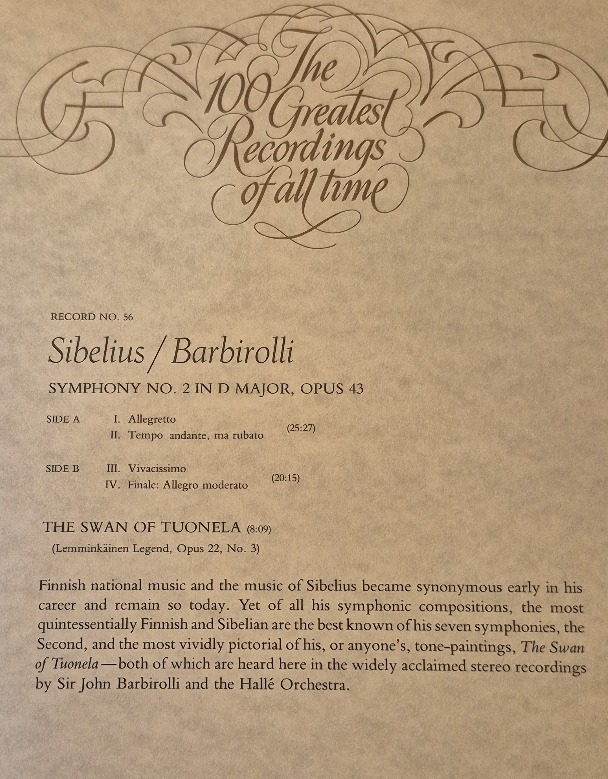 The
100 Greatest
Recordings
of all time
RECORD NO. 56
Sibelius / Barbirolli
SYMPHONY NO. 2 IN D MAJOR, OPUS 43
SIDE A I. Allegretto
II. Tempo andante, ma rubato (25:27)
SIDE B III. Vivacissimo
IV. Finale: Allegro moderato (20:15)
THE SWAN OF TUONELA (8:09)
(Lemminkäinen Legend, Opus 22, No. 3)
Finnish national music and the music of Sibelius became synonymous early in his
career and remain so today. Yet of all his symphonic compositions, the most
quintessentially Finnish and Sibelian are the best known of his seven symphonies, the
Second, and the most vividly pictorial of his, or anyone's, tone-paintings, The Swan
of Tuonela—both of which are heard here in the widely acclaimed stereo recordings
by Sir John Barbirolli and the Hallé Orchestra.